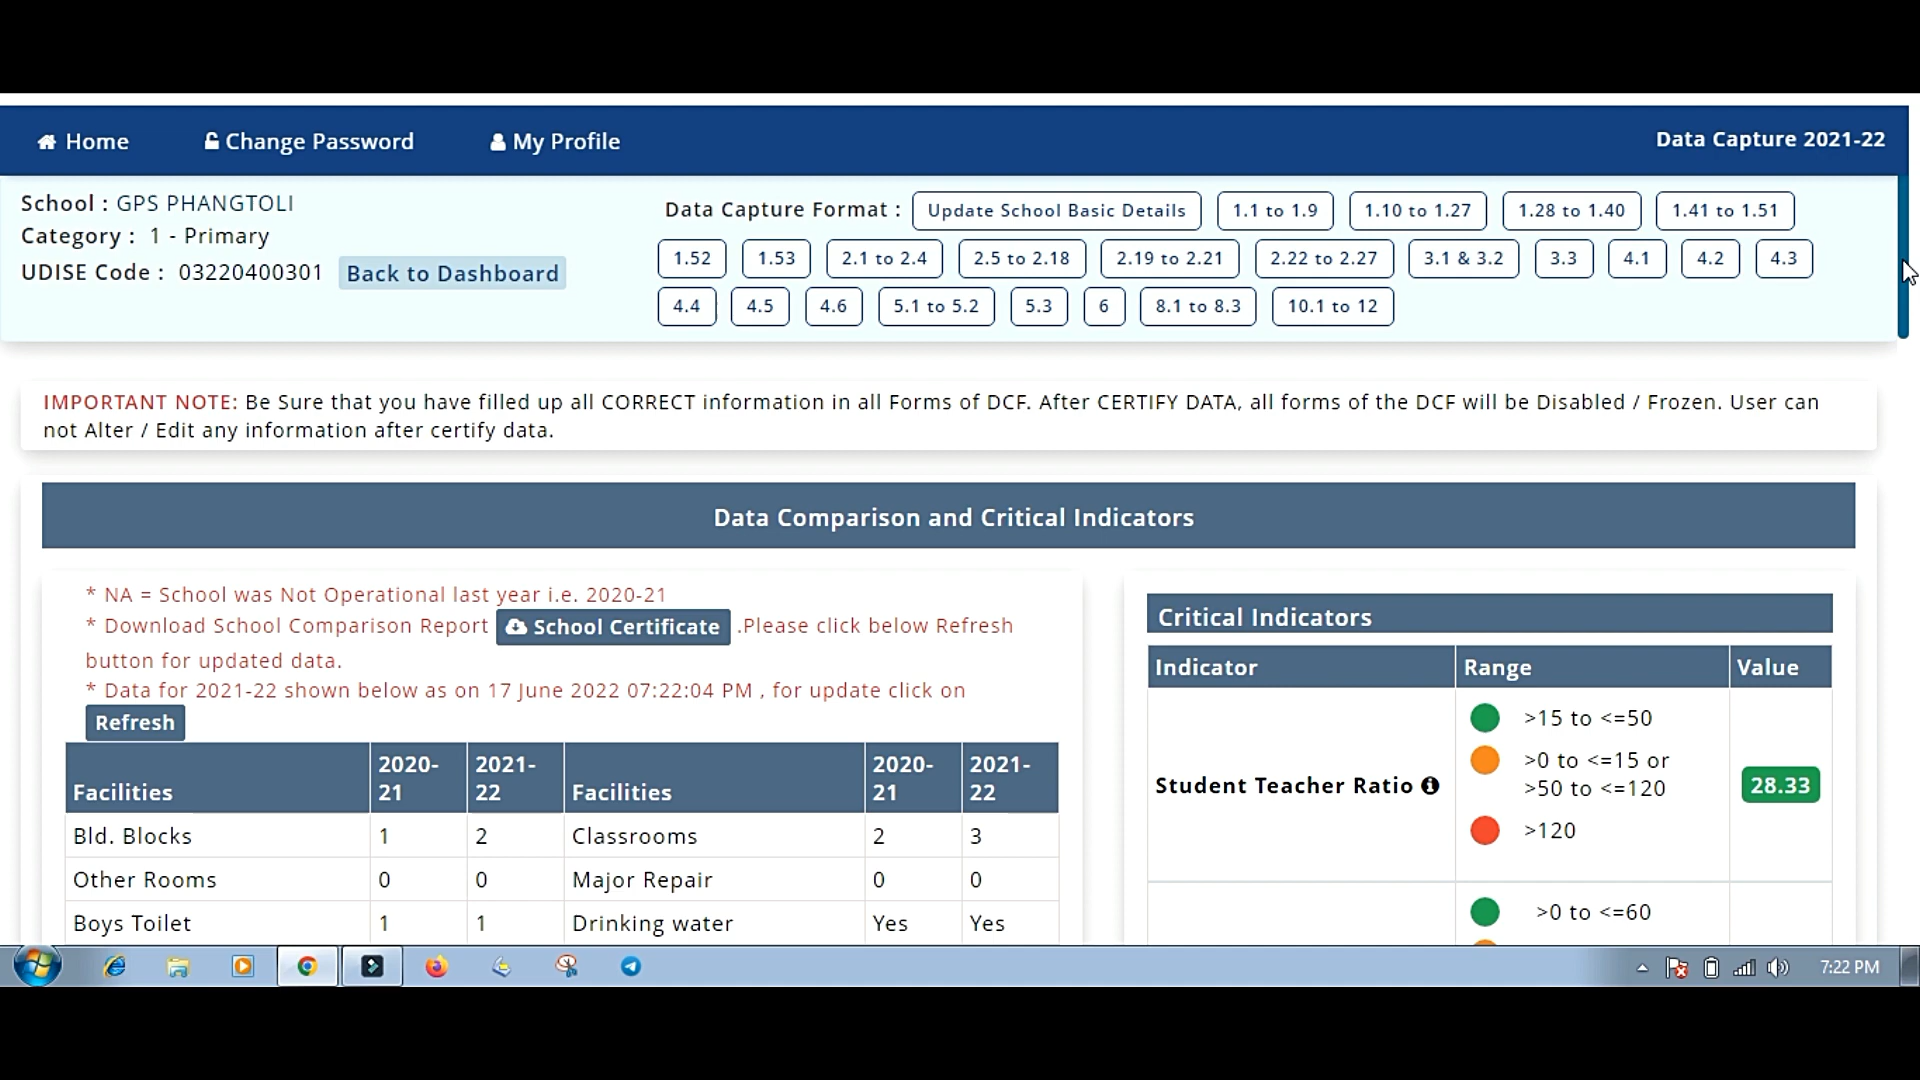 Home Change Password My Profile Data Capture 2021-22
School : GPS PHANGTOLI
Category : 1 - Primary
UDISE Code : 03220400301 Back to Dashboard
Data Capture Format : Update School Basic Details 1.1 to 1.9 1.10 to 1.27 1.28 to 1.40 1.41 to 1.51
1.52 1.53 2.1 to 2.4 2.5 to 2.18 2.19 to 2.21 2.22 to 2.27 3.1 & 3.2 3.3 4.1 4.2 4.3
4.4 4.5 4.6 5.1 to 5.2 5.3 6 8.1 to 8.3 10.1 to 12
IMPORTANT NOTE: Be Sure that you have filled up all CORRECT information in all Forms of DCF. After CERTIFY DATA, all forms of the DCF will be Disabled / Frozen. User can
not Alter / Edit any information after certify data.
Data Comparison and Critical Indicators
* NA = School was Not Operational last year i.e. 2020-21
* Download School Comparison Report School Certificate .Please click below Refresh
button for updated data.
* Data for 2021-22 shown below as on 17 June 2022 07:22:04 PM , for update click on
Refresh
Facilities 2020-21 2021-22 Facilities 2020-21 2021-22
Bld. Blocks 1 2 Classrooms 2 3
Other Rooms 0 0 Major Repair 0 0
Boys Toilet 1 1 Drinking water Yes Yes
Critical Indicators
Indicator Range Value
>15 to <=50
Student Teacher Ratio >0 to <=15 or
>50 to <=120 28.33
>120
>0 to <=60
7:22 PM